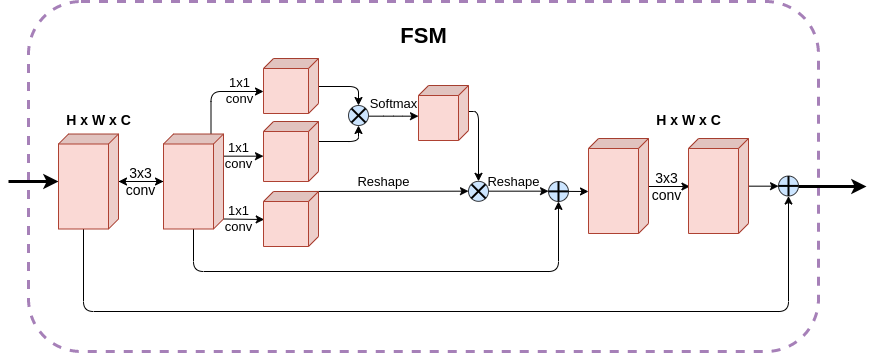 FSM
H x W x C
3x3
conv
1x1
conv
1x1
conv
1x1
conv
Softmax
Reshape
Reshape
H x W x C
3x3
conv